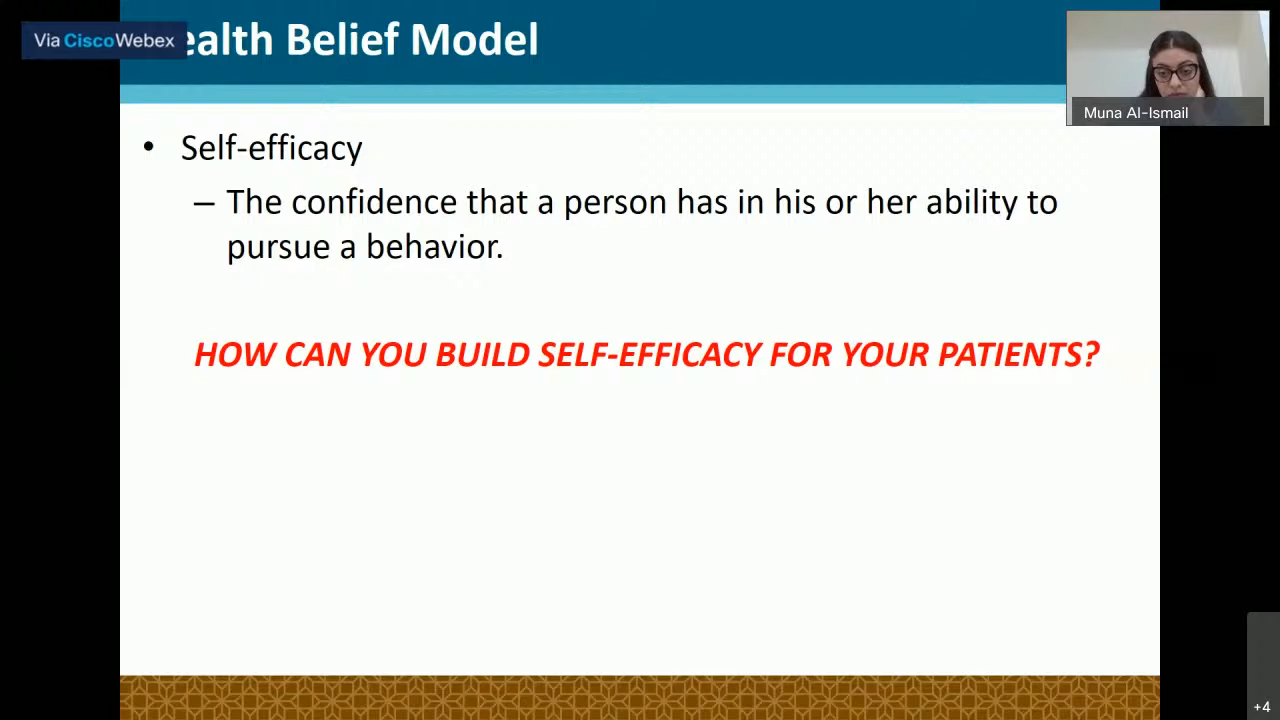 Via CiscoWebex
ealth Belief Model
Muna Al-Ismail
• Self-efficacy
– The confidence that a person has in his or her ability to
pursue a behavior.
HOW CAN YOU BUILD SELF-EFFICACY FOR YOUR PATIENTS?
+4